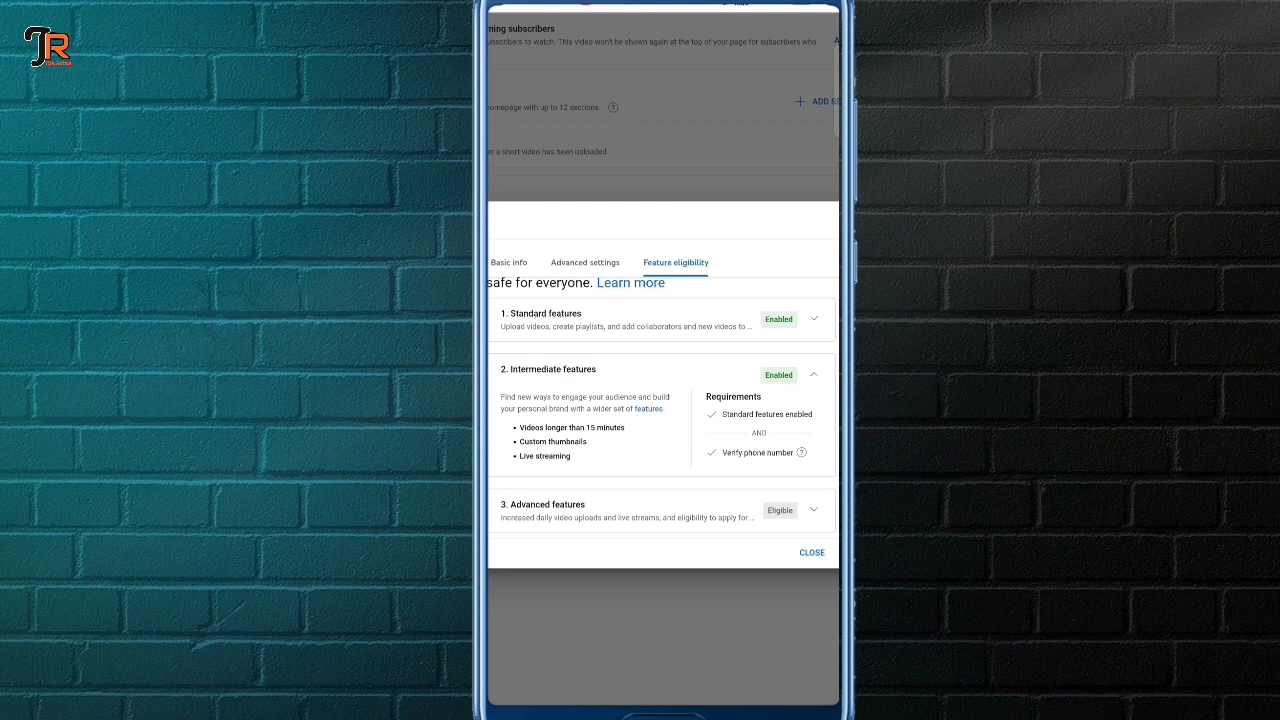 JR
ming subscribers
ubscribers to watch. This video won't be shown again at the top of your page for subscribers who
omepage with up to 12 sections. ?
ADD SE
er a short video has been uploaded
Basic info Advanced settings Feature eligibility
safe for everyone. Learn more
1. Standard features
Enabled
Upload videos, create playlists, and add collaborators and new videos to ...
2. Intermediate features
Enabled
Find new ways to engage your audience and build
your personal brand with a wider set of features.
• Videos longer than 15 minutes
• Custom thumbnails
• Live streaming
Requirements
Standard features enabled
AND
Verify phone number ?
3. Advanced features
Eligible
Increased daily video uploads and live streams, and eligibility to apply for ...
CLOSE